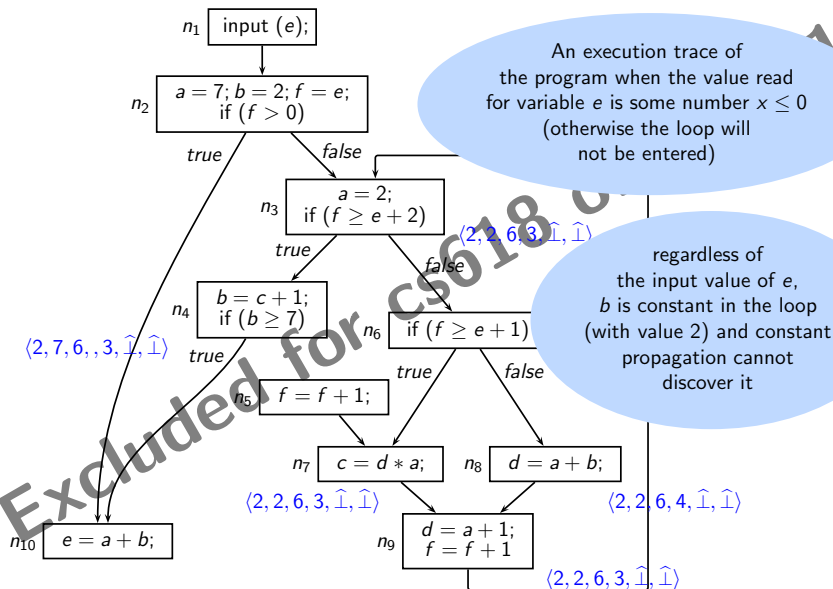 n1 input (e);
n2 a = 7; b = 2; f = e;
if (f > 0)
An execution trace of
the program when the value read
for variable e is some number x ≤ 0
(otherwise the loop will
not be entered)
true
false
n3 a = 2;
if (f ≥ e + 2)
⟨2, 2, 6, 3, ⊥̂, ⊥̂⟩
true
false
n4 b = c + 1;
if (b ≥ 7)
n6 if (f ≥ e + 1)
regardless of
the input value of e,
b is constant in the loop
(with value 2) and constant
propagation cannot
discover it
⟨2, 7, 6, , 3, ⊥̂, ⊥̂⟩
true
true
false
n5 f = f + 1;
n7 c = d ∗ a;
n8 d = a + b;
⟨2, 2, 6, 3, ⊥̂, ⊥̂⟩
⟨2, 2, 6, 4, ⊥̂, ⊥̂⟩
n10 e = a + b;
n9 d = a + 1;
f = f + 1
⟨2, 2, 6, 3, ⊥̂, ⊥̂⟩
Excluded for cs618